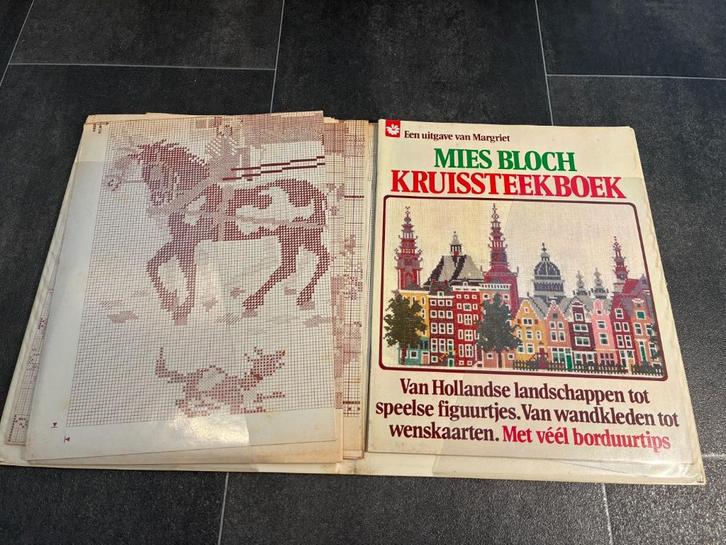 Een uitgave van Margriet
MIES BLOCH
KRUISSTEEKBOEK
Van Hollandse landschappen tot
speelse figuurtjes. Van wandkleden tot
wenskaarten. Met véél borduurtips